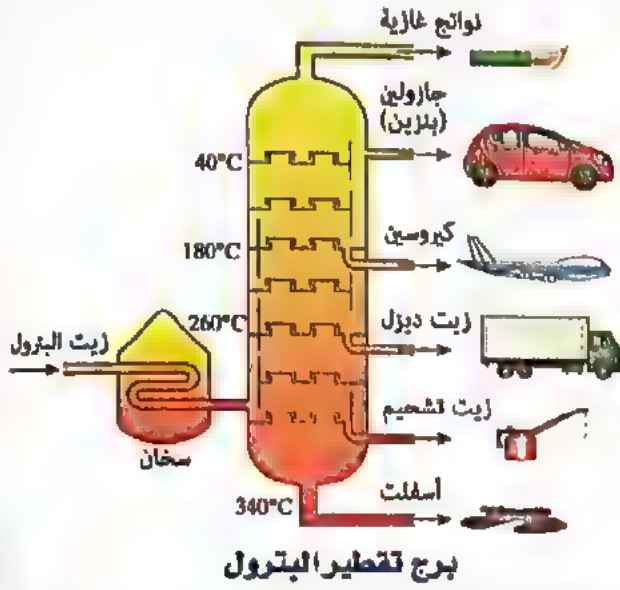 نواتج غازية
جازولين
(بنزين)
40°C
كيروسين
180°C
زيت ديزل
260°C
زيت البترول
زيت تشحيم
سخان
أسفلت
340°C
برج تقطير البترول